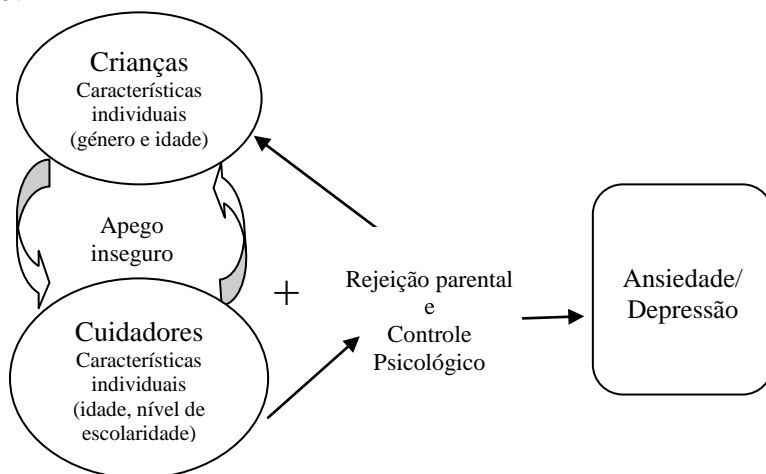 Crianças
Características
individuais
(género e idade)
Apego
inseguro
+
Cuidadores
Características
individuais
(idade, nível de
escolaridade)
Rejeição parental
e
Controle
Psicológico
Ansiedade/
Depressão